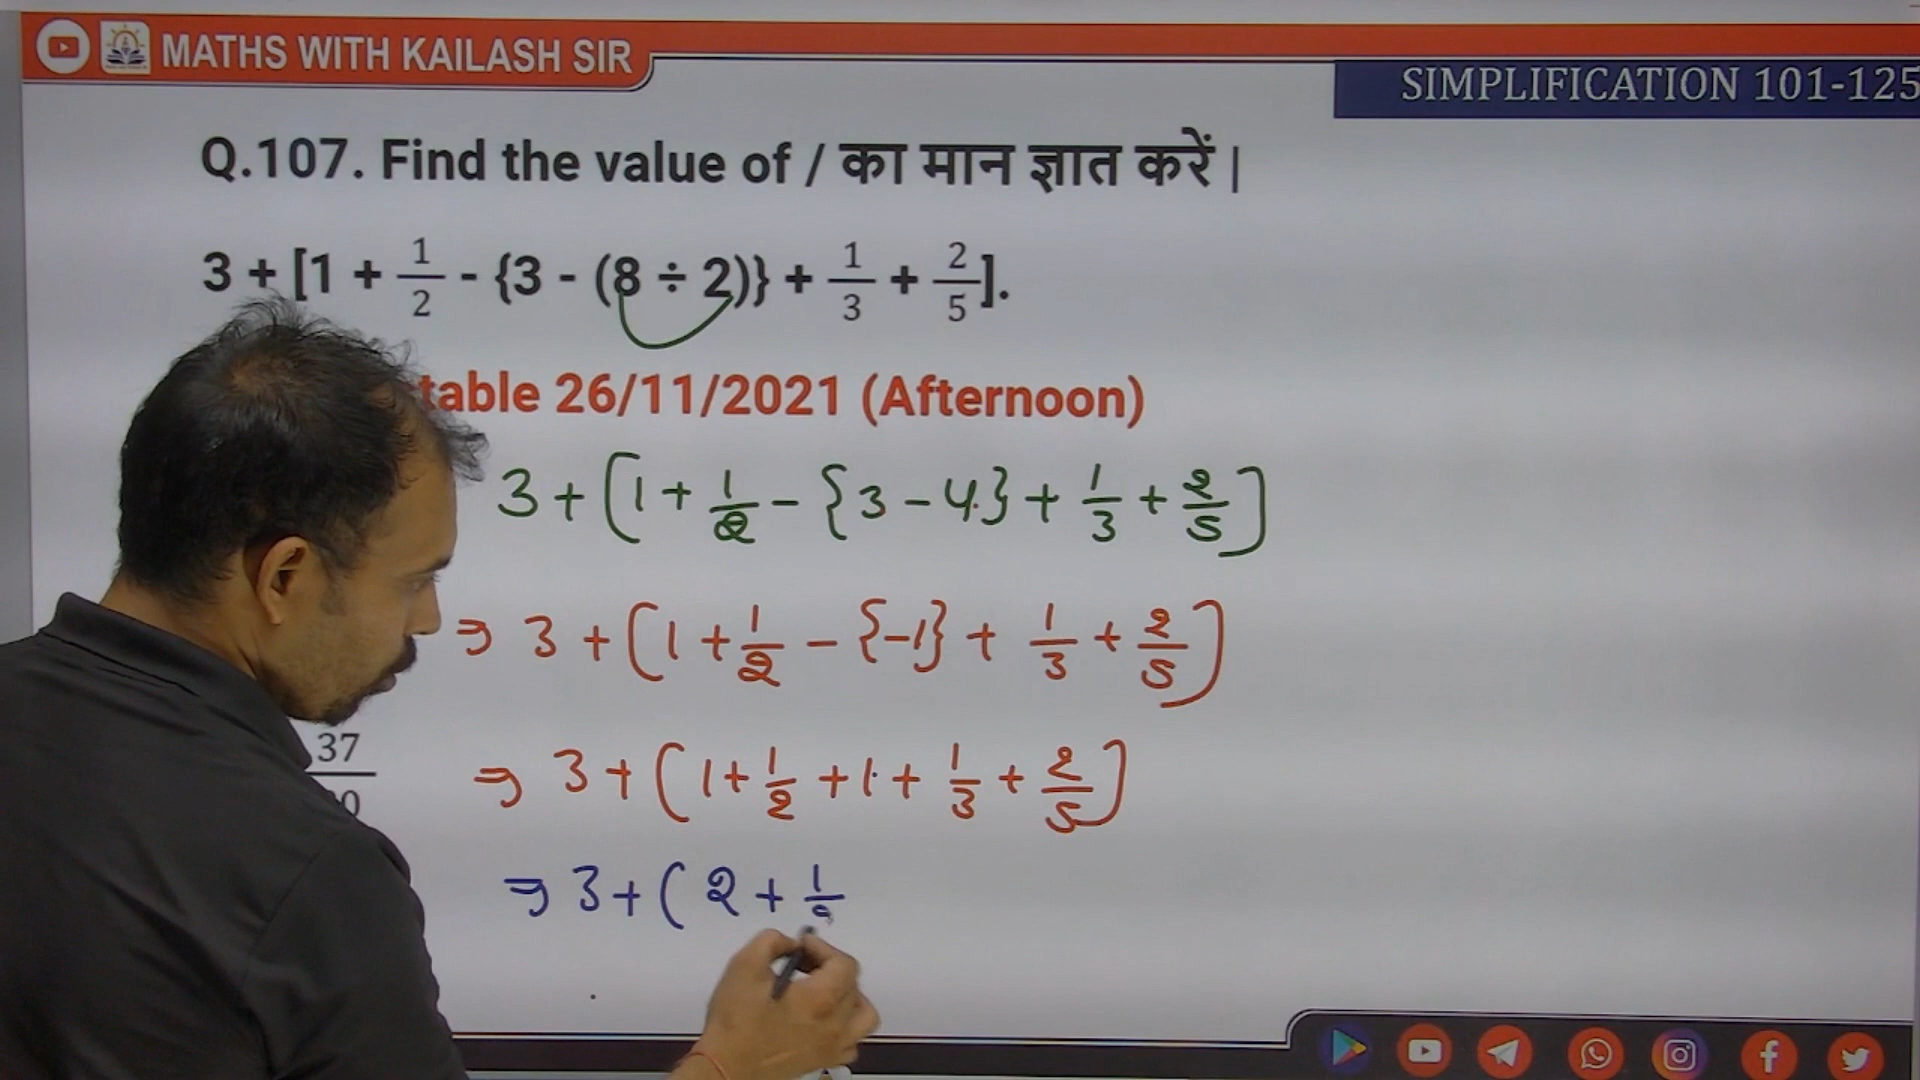 MATHS WITH KAILASH SIR
SIMPLIFICATION 101-125
Q.107. Find the value of / का मान ज्ञात करें |
3 + [1 + 1/2 - {3 - (8 ÷ 2)} + 1/3 + 2/5].
table 26/11/2021 (Afternoon)
3 + [1 + 1/2 - {3 - 4} + 1/3 + 2/5]
⇒ 3 + [1 + 1/2 - {-1} + 1/3 + 2/5]
37
0
⇒ 3 + [1 + 1/2 + 1 + 1/3 + 2/5]
⇒ 3 + ( 2 + 1/2